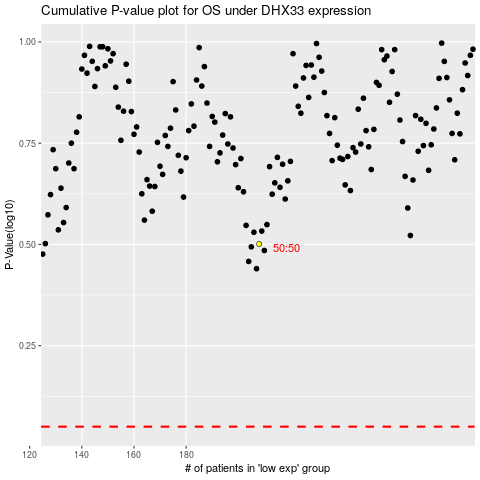 Cumulative P-value plot for OS under DHX33 expression
P-Value(log10)
1.00
0.75
0.50
0.25
50:50
120 140 160 180
# of patients in 'low exp' group